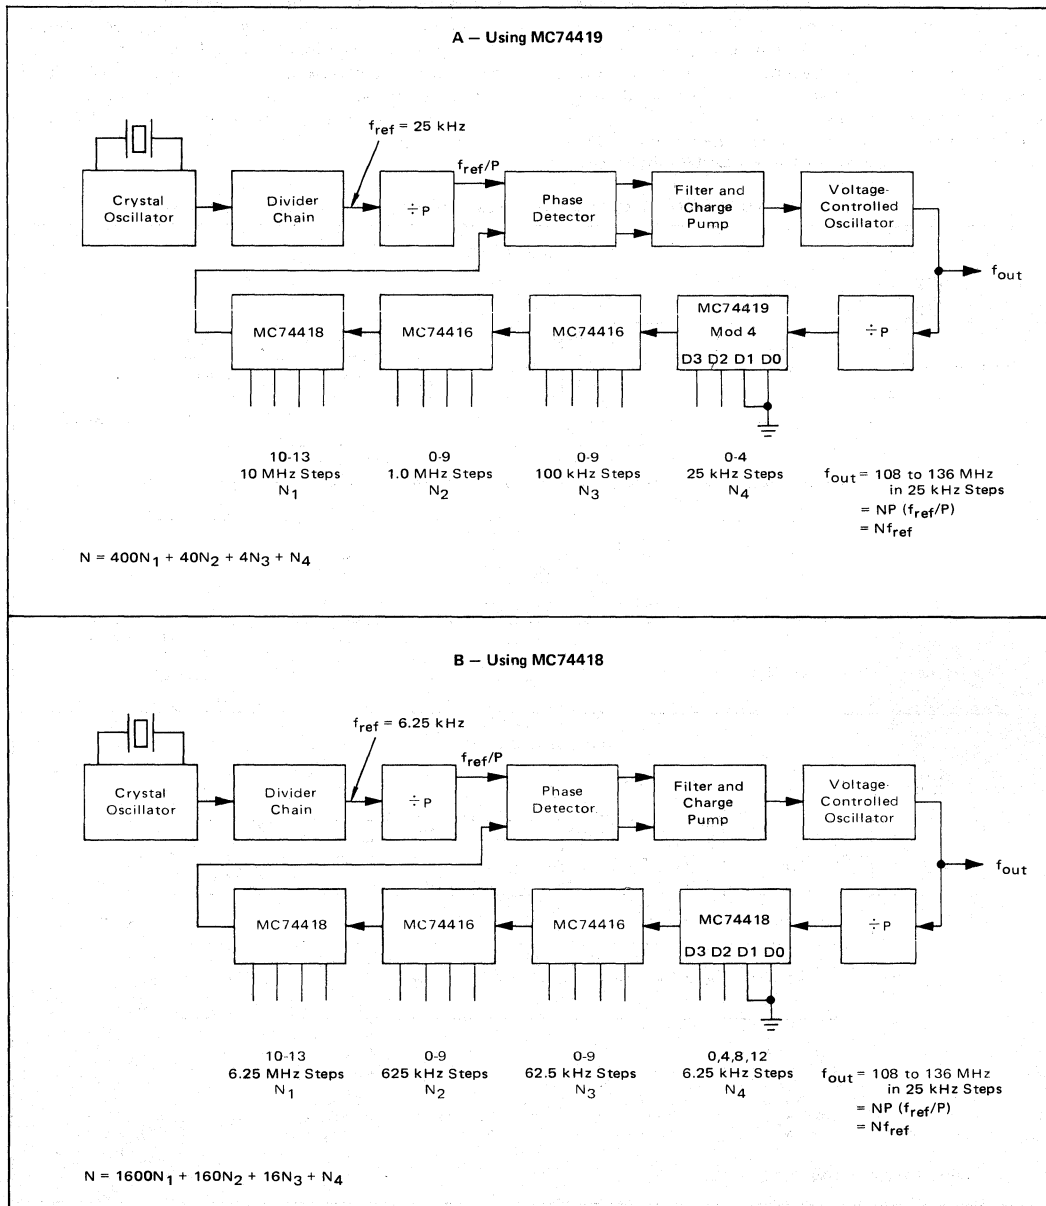 A — Using MC74419
f_ref = 25 kHz
f_ref/P
Crystal
Oscillator
Divider
Chain
÷P
Phase
Detector
Filter and
Charge
Pump
Voltage-
Controlled
Oscillator
f_out
MC74418
MC74416
MC74416
MC74419
Mod 4
D3 D2 D1 D0
÷P
10-13
10 MHz Steps
N1
0-9
1.0 MHz Steps
N2
0-9
100 kHz Steps
N3
0-4
25 kHz Steps
N4
f_out = 108 to 136 MHz
in 25 kHz Steps
= NP (f_ref/P)
= Nf_ref
N = 400N1 + 40N2 + 4N3 + N4
B — Using MC74418
f_ref = 6.25 kHz
f_ref/P
Crystal
Oscillator
Divider
Chain
÷P
Phase
Detector
Filter and
Charge
Pump
Voltage-
Controlled
Oscillator
f_out
MC74418
MC74416
MC74416
MC74418
D3 D2 D1 D0
÷P
10-13
6.25 MHz Steps
N1
0-9
625 kHz Steps
N2
0-9
62.5 kHz Steps
N3
0,4,8,12
6.25 kHz Steps
N4
f_out = 108 to 136 MHz
in 25 kHz Steps
= NP (f_ref/P)
= Nf_ref
N = 1600N1 + 160N2 + 16N3 + N4